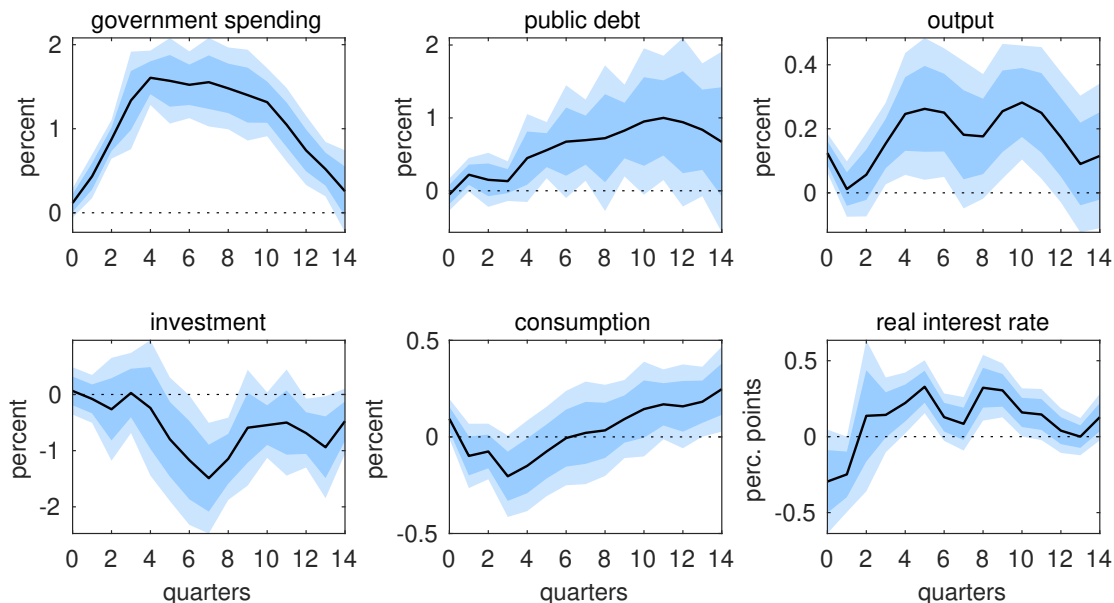 government spending
public debt
output
percent
2
1
0
0 2 4 6 8 10 12 14
percent
2
1
0
0 2 4 6 8 10 12 14
percent
0.4
0.2
0
0 2 4 6 8 10 12 14
investment
consumption
real interest rate
percent
0
-1
-2
0 2 4 6 8 10 12 14
quarters
percent
0.5
0
-0.5
0 2 4 6 8 10 12 14
quarters
perc. points
0.5
0
-0.5
0 2 4 6 8 10 12 14
quarters